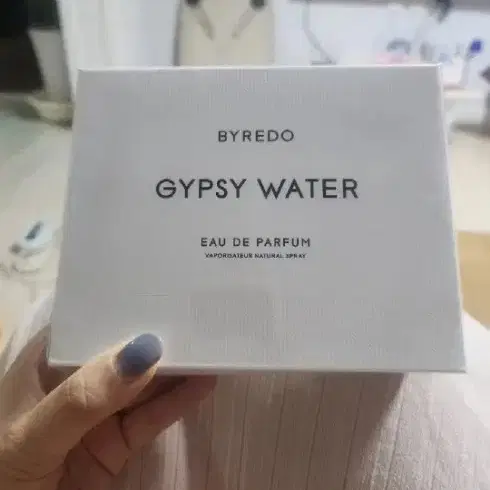 BYREDO
GYPSY WATER
EAU DE PARFUM
VAPORISATEUR NATURAL SPRAY